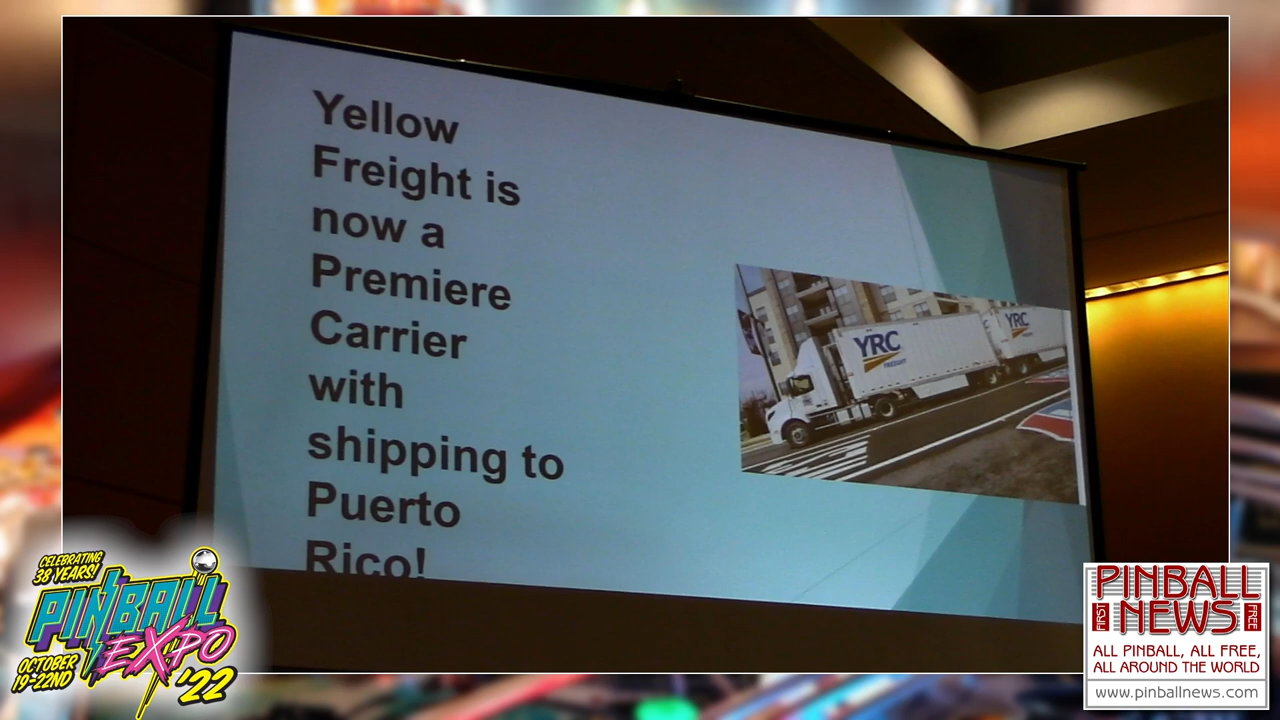 Yellow
Freight is
now a
Premiere
Carrier
with
shipping to
Puerto
Rico!
YRC
FREIGHT
YRC
CELEBRATING
38 YEARS!
PINBALL
EXPO
OCTOBER
19-22ND
'22
PINBALL
FIRST NEWS FREE
ALL PINBALL, ALL FREE,
ALL AROUND THE WORLD
www.pinballnews.com